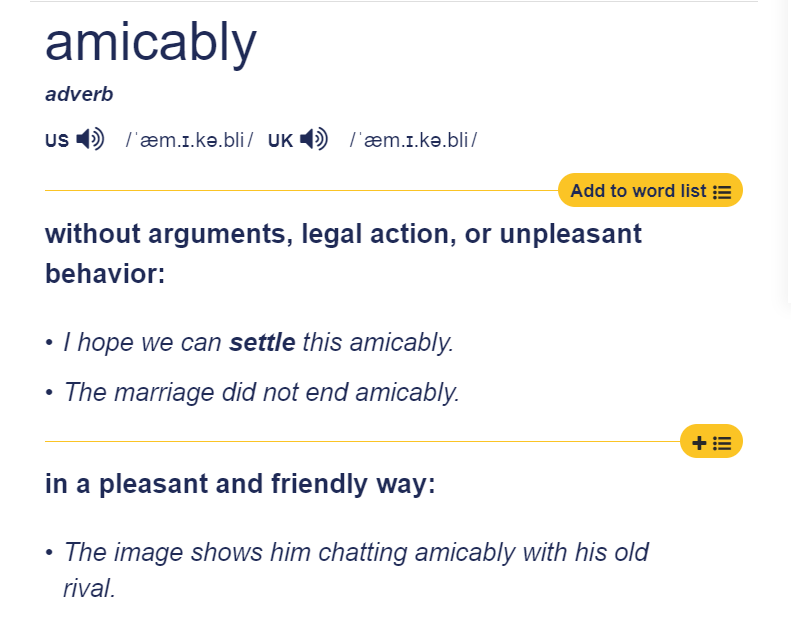 amicably
adverb
US /ˈæm.ɪ.kə.bli/ UK /ˈæm.ɪ.kə.bli/
Add to word list
without arguments, legal action, or unpleasant
behavior:
• I hope we can settle this amicably.
• The marriage did not end amicably.
in a pleasant and friendly way:
• The image shows him chatting amicably with his old
rival.